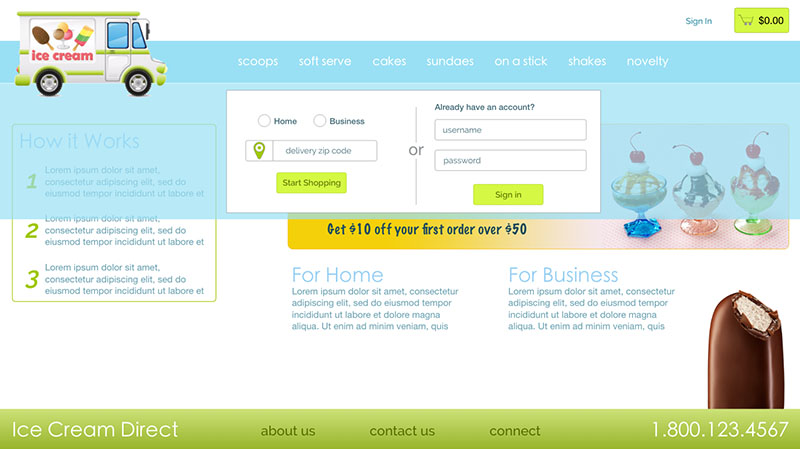 Sign In
$0.00
ice cream
scoops
soft serve
cakes
sundaes
on a stick
shakes
novelty
Home
Business
delivery zip code
Start Shopping
or
Already have an account?
username
password
Sign in
How it Works
1
Lorem ipsum dolor sit amet,
consectetur adipiscing elit, sed do
eiusmod tempor incididunt ut labore et
2
Lorem ipsum dolor sit amet,
consectetur adipiscing elit, sed do
eiusmod tempor incididunt ut labore et
3
Lorem ipsum dolor sit amet,
consectetur adipiscing elit, sed do
eiusmod tempor incididunt ut labore et
Get $10 off your first order over $50
For Home
Lorem ipsum dolor sit amet, consectetur
adipiscing elit, sed do eiusmod tempor
incididunt ut labore et dolore magna
aliqua. Ut enim ad minim veniam, quis
For Business
Lorem ipsum dolor sit amet, consectetur
adipiscing elit, sed do eiusmod tempor
incididunt ut labore et dolore magna
aliqua. Ut enim ad minim veniam, quis
Ice Cream Direct
about us
contact us
connect
1.800.123.4567